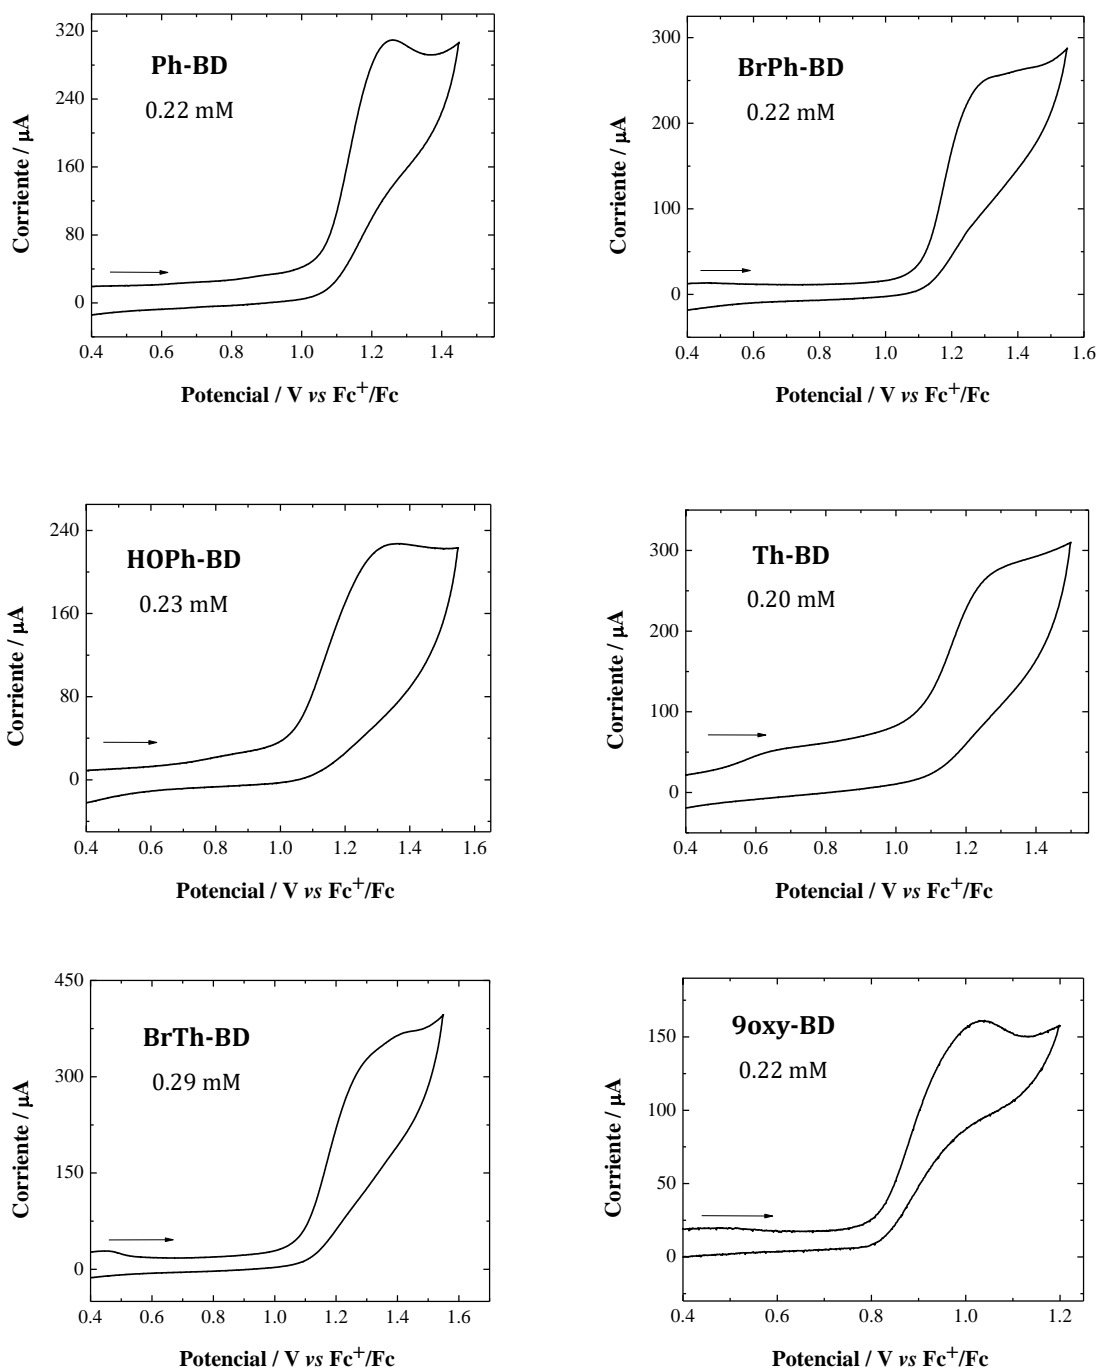 320
240
160
80
0
Corriente / µA
Ph-BD
0.22 mM
0.4 0.6 0.8 1.0 1.2 1.4
Potencial / V vs Fc⁺/Fc
300
200
100
0
Corriente / µA
BrPh-BD
0.22 mM
0.4 0.6 0.8 1.0 1.2 1.4 1.6
Potencial / V vs Fc⁺/Fc
240
160
80
0
Corriente / µA
HOPh-BD
0.23 mM
0.4 0.6 0.8 1.0 1.2 1.4 1.6
Potencial / V vs Fc⁺/Fc
300
200
100
0
Corriente / µA
Th-BD
0.20 mM
0.4 0.6 0.8 1.0 1.2 1.4
Potencial / V vs Fc⁺/Fc
450
300
150
0
Corriente / µA
BrTh-BD
0.29 mM
0.4 0.6 0.8 1.0 1.2 1.4 1.6
Potencial / V vs Fc⁺/Fc
150
100
50
0
Corriente / µA
9oxy-BD
0.22 mM
0.4 0.6 0.8 1.0 1.2
Potencial / V vs Fc⁺/Fc